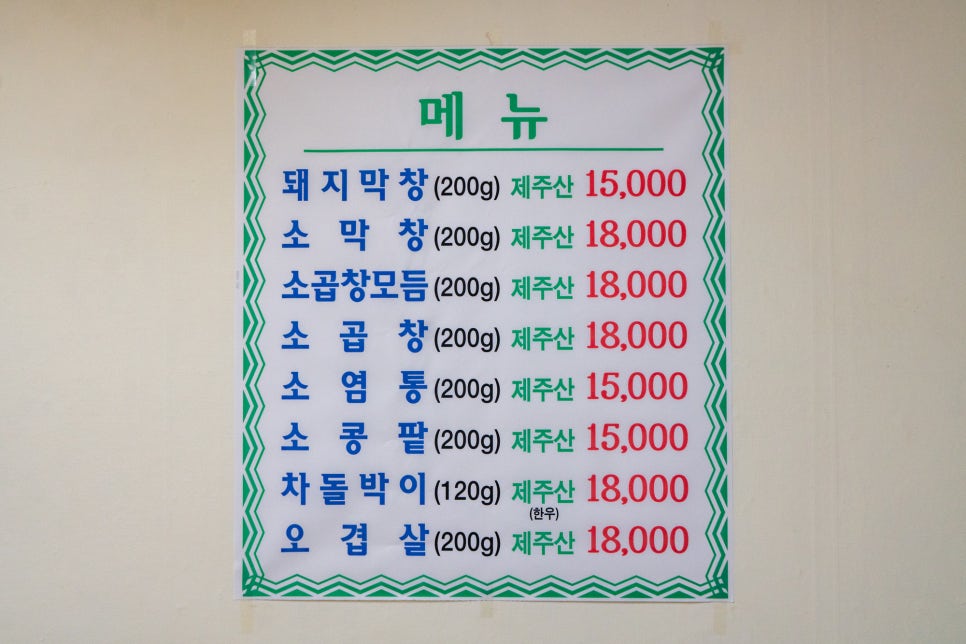 메뉴
돼지막창(200g) 제주산 15,000
소막창(200g) 제주산 18,000
소곱창모듬(200g) 제주산 18,000
소곱창(200g) 제주산 18,000
소염통(200g) 제주산 15,000
소콩팥(200g) 제주산 15,000
차돌박이(120g) 제주산 18,000
(한우)
오겹살(200g) 제주산 18,000